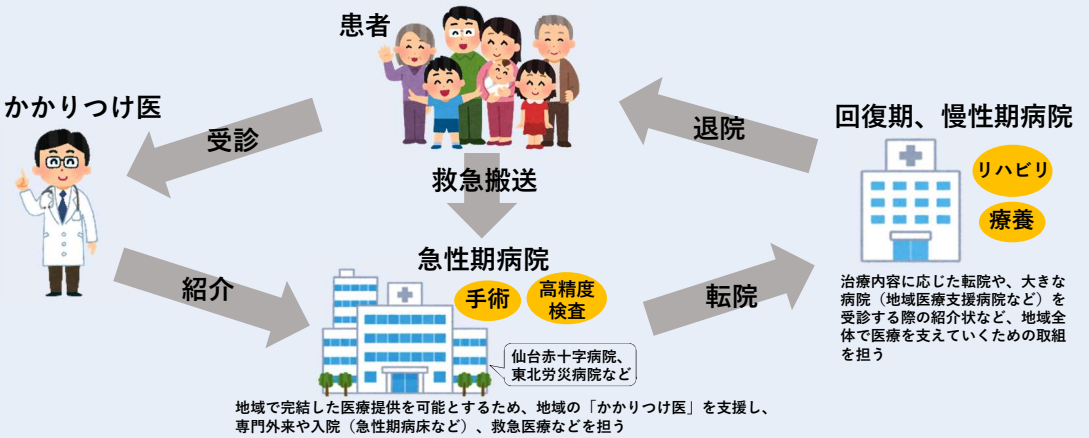 患者
かかりつけ医
受診
救急搬送
退院
回復期、慢性期病院
リハビリ
療養
紹介
急性期病院
手術
高精度
検査
転院
仙台赤十字病院、
東北労災病院など
治療内容に応じた転院や、大きな
病院（地域医療支援病院など）を
受診する際の紹介状など、地域全
体で医療を支えていくための取組
を担う
地域で完結した医療提供を可能とするため、地域の「かかりつけ医」を支援し、
専門外来や入院（急性期病床など）、救急医療などを担う